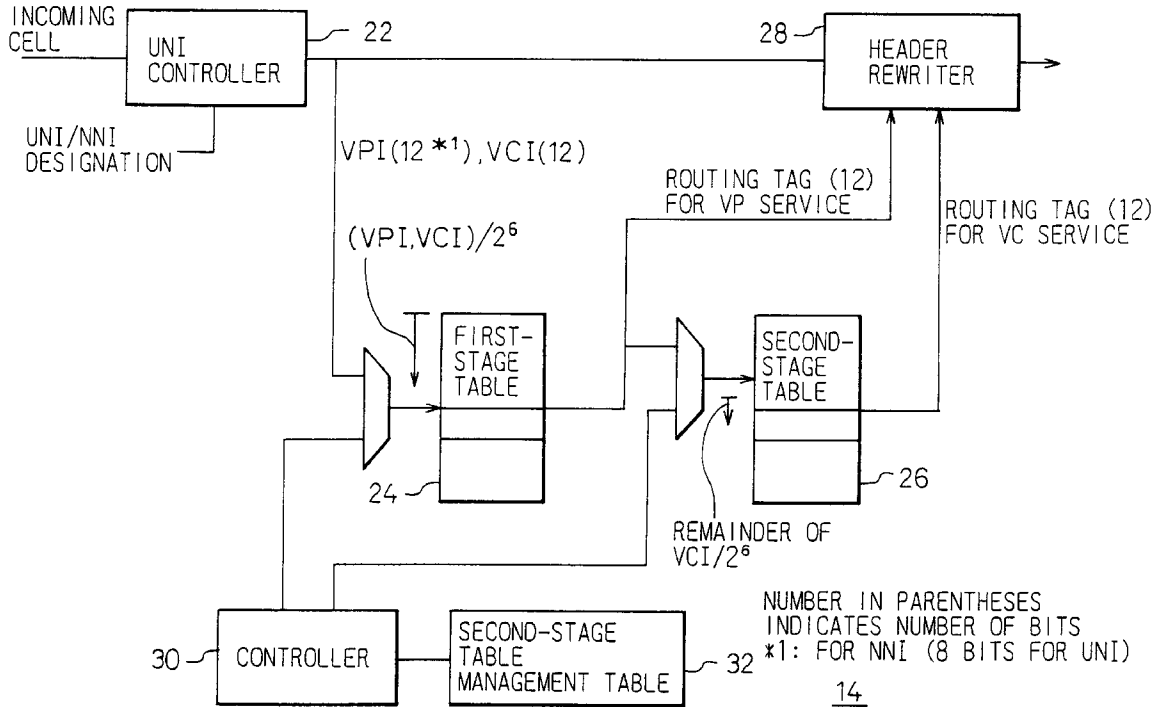 INCOMING
CELL
UNI
CONTROLLER
22
28
HEADER
REWRITER
UNI/NNI
DESIGNATION
VPI(12 *1), VCI(12)
ROUTING TAG (12)
FOR VP SERVICE
ROUTING TAG (12)
FOR VC SERVICE
(VPI,VCI)/2⁶
FIRST-
STAGE
TABLE
SECOND-
STAGE
TABLE
24
26
REMAINDER OF
VCI/2⁶
30
CONTROLLER
SECOND-STAGE
TABLE
MANAGEMENT TABLE
32
NUMBER IN PARENTHESES
INDICATES NUMBER OF BITS
*1: FOR NNI (8 BITS FOR UNI)
14